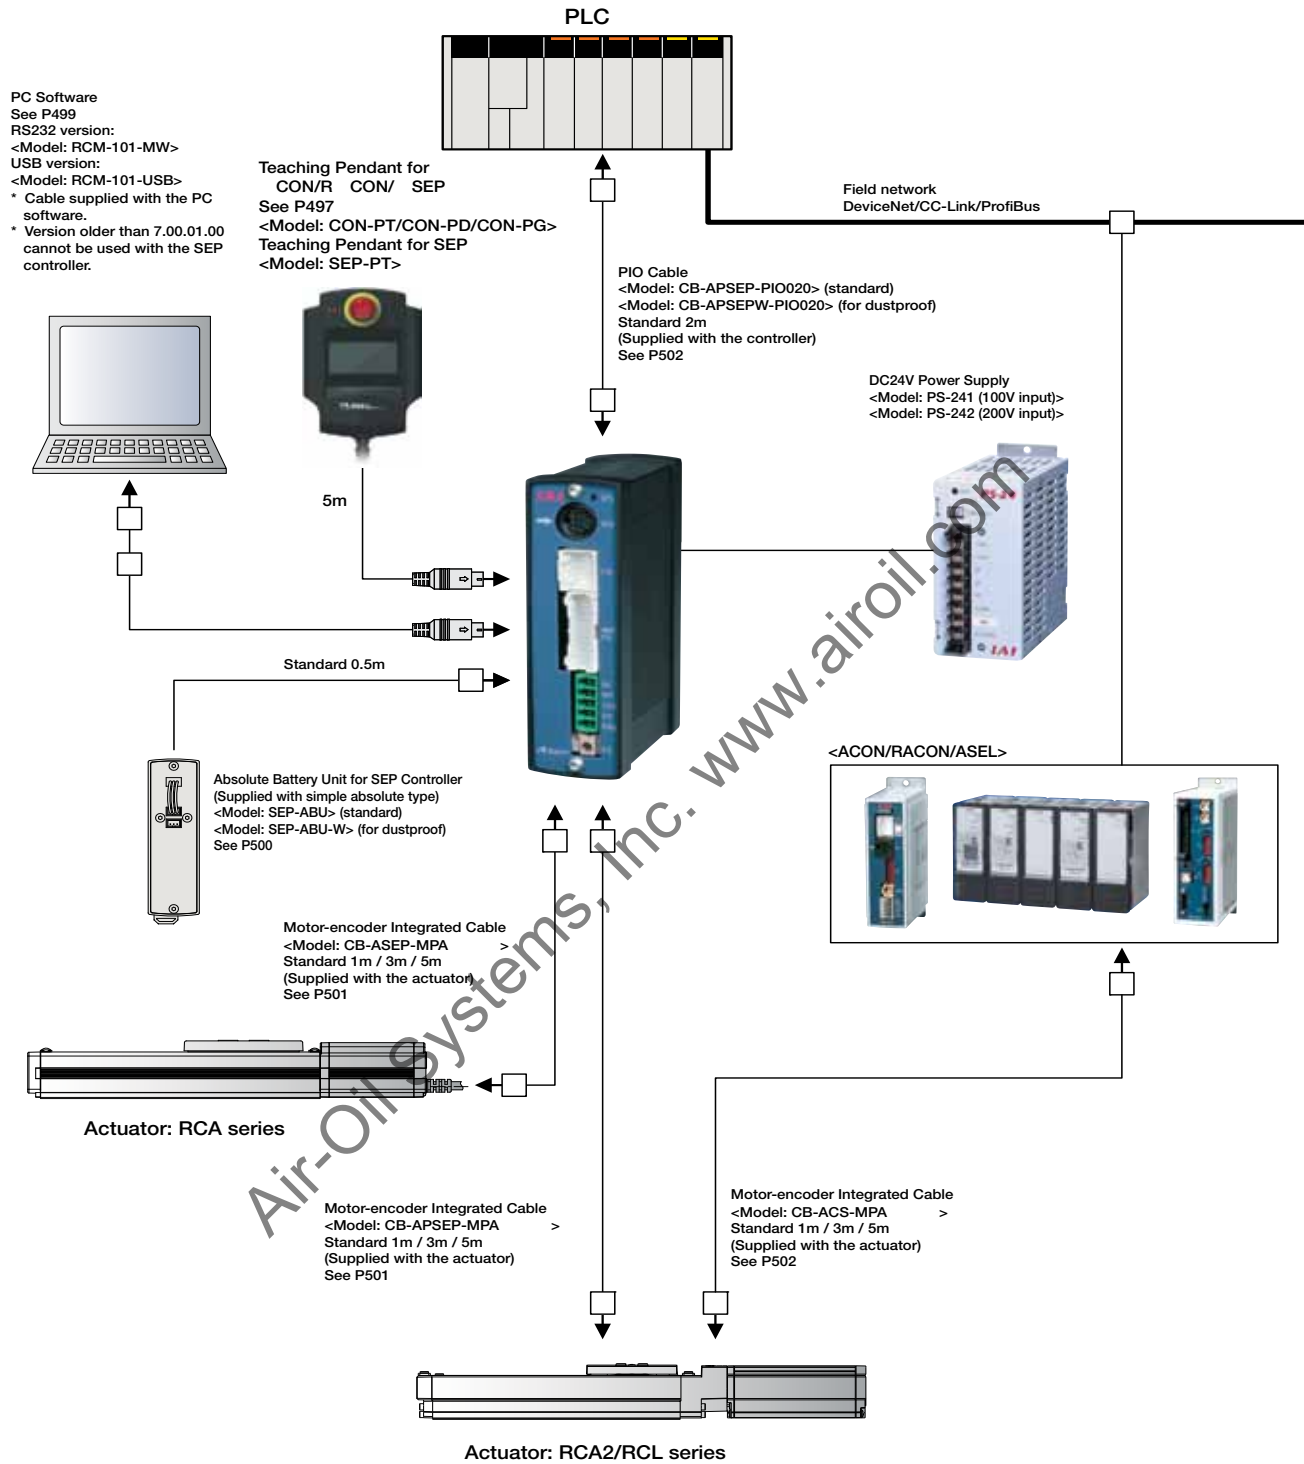 PLC
PC Software
See P499
RS232 version:
<Model: RCM-101-MW>
USB version:
<Model: RCM-101-USB>
* Cable supplied with the PC
software.
* Version older than 7.00.01.00
cannot be used with the SEP
controller.
Teaching Pendant for
CON/R CON/ SEP
See P497
<Model: CON-PT/CON-PD/CON-PG>
Teaching Pendant for SEP
<Model: SEP-PT>
Field network
DeviceNet/CC-Link/ProfiBus
PIO Cable
<Model: CB-APSEP-PIO020> (standard)
<Model: CB-APSEPW-PIO020> (for dustproof)
Standard 2m
(Supplied with the controller)
See P502
DC24V Power Supply
<Model: PS-241 (100V input)>
<Model: PS-242 (200V input)>
5m
PS-24
IAI
IAI
Standard 0.5m
Absolute Battery Unit for SEP Controller
(Supplied with simple absolute type)
<Model: SEP-ABU> (standard)
<Model: SEP-ABU-W> (for dustproof)
See P500
<ACON/RACON/ASEL>
Motor-encoder Integrated Cable
<Model: CB-ASEP-MPA >
Standard 1m / 3m / 5m
(Supplied with the actuator)
See P501
Actuator: RCA series
Motor-encoder Integrated Cable
<Model: CB-APSEP-MPA >
Standard 1m / 3m / 5m
(Supplied with the actuator)
See P501
Motor-encoder Integrated Cable
<Model: CB-ACS-MPA >
Standard 1m / 3m / 5m
(Supplied with the actuator)
See P502
Actuator: RCA2/RCL series
Air-Oil Systems, Inc. www.airoil.com